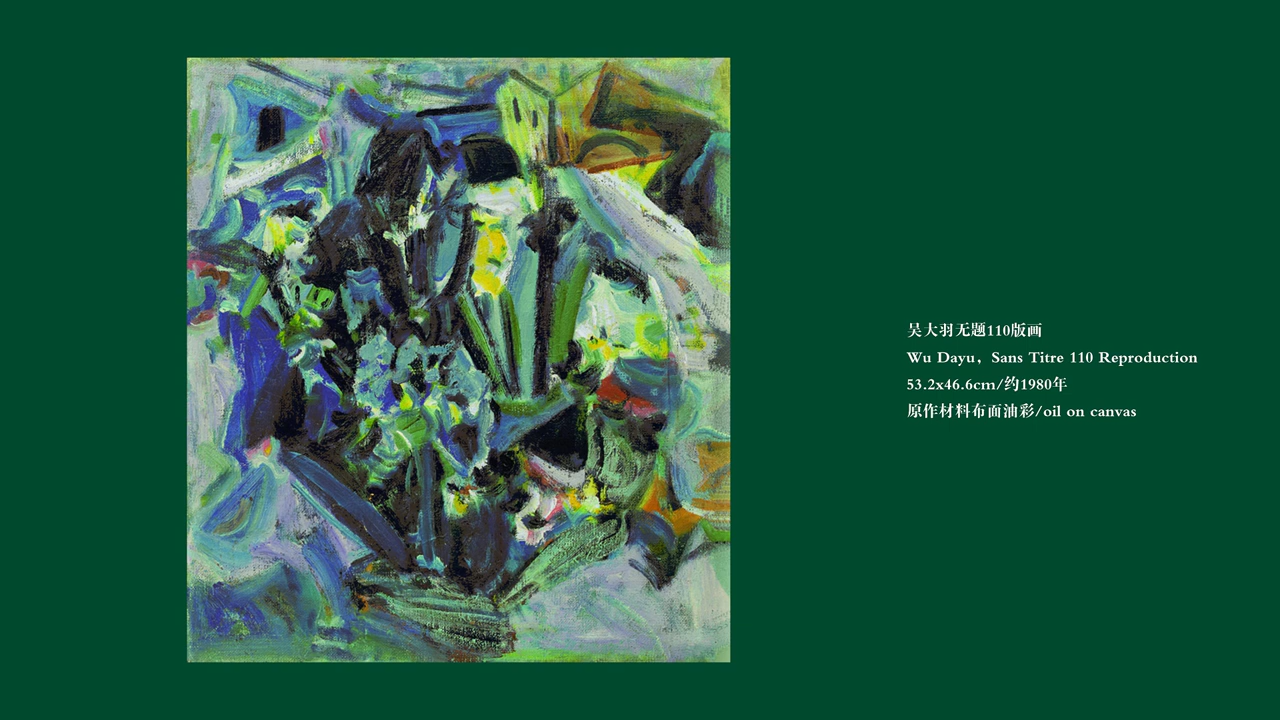 吴大羽无题110版画
Wu Dayu，Sans Titre 110 Reproduction
53.2x46.6cm/约1980年
原作材料布面油彩/oil on canvas